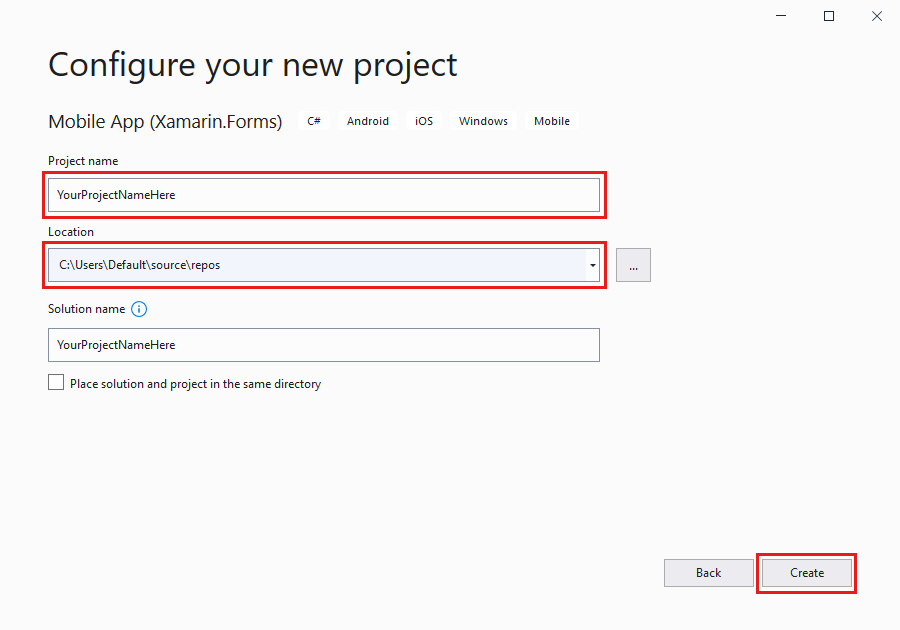 Configure your new project
Mobile App (Xamarin.Forms) C# Android iOS Windows Mobile
Project name
YourProjectNameHere
Location
C:\Users\Default\source\repos
...
Solution name
YourProjectNameHere
Place solution and project in the same directory
Back Create